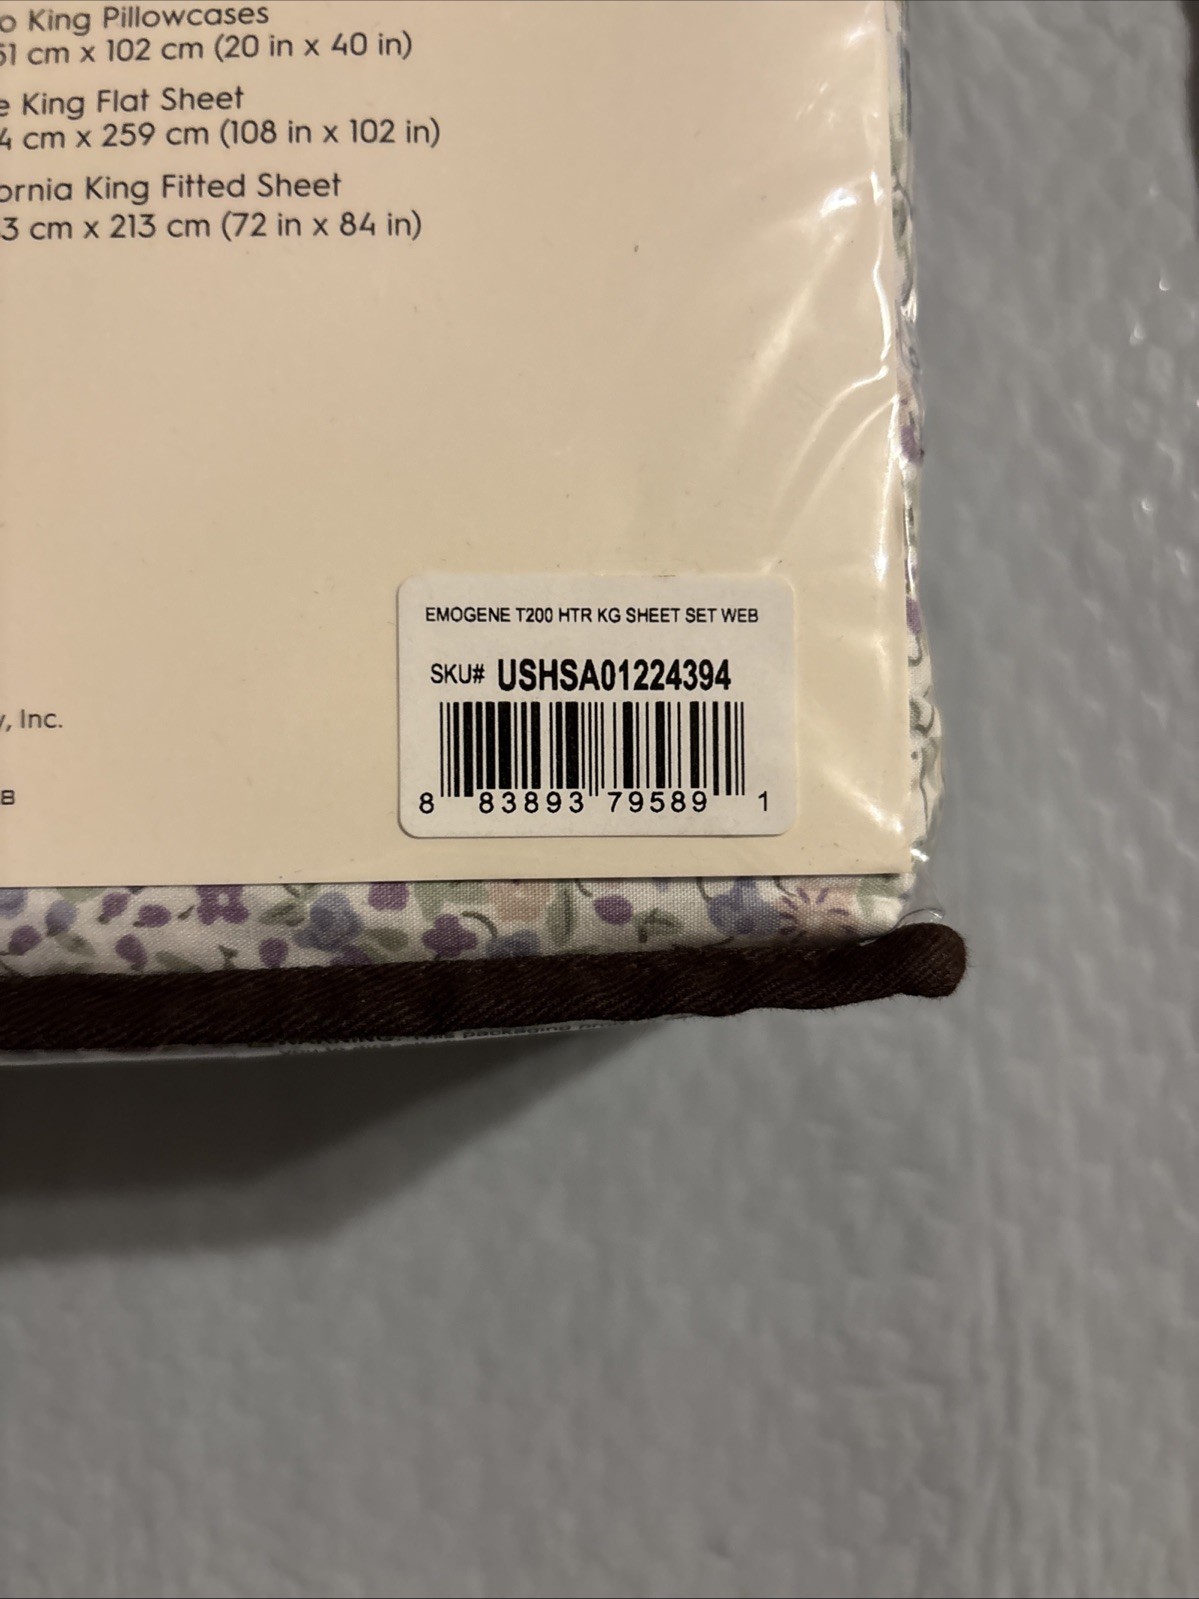 King Pillowcases
51 cm x 102 cm (20 in x 40 in)
King Flat Sheet
4 cm x 259 cm (108 in x 102 in)
ornia King Fitted Sheet
3 cm x 213 cm (72 in x 84 in)
EMOGENE T200 HTR KG SHEET SET WEB
SKU# USHSA01224394
8 83893 79589 1
, Inc.
B
packaging